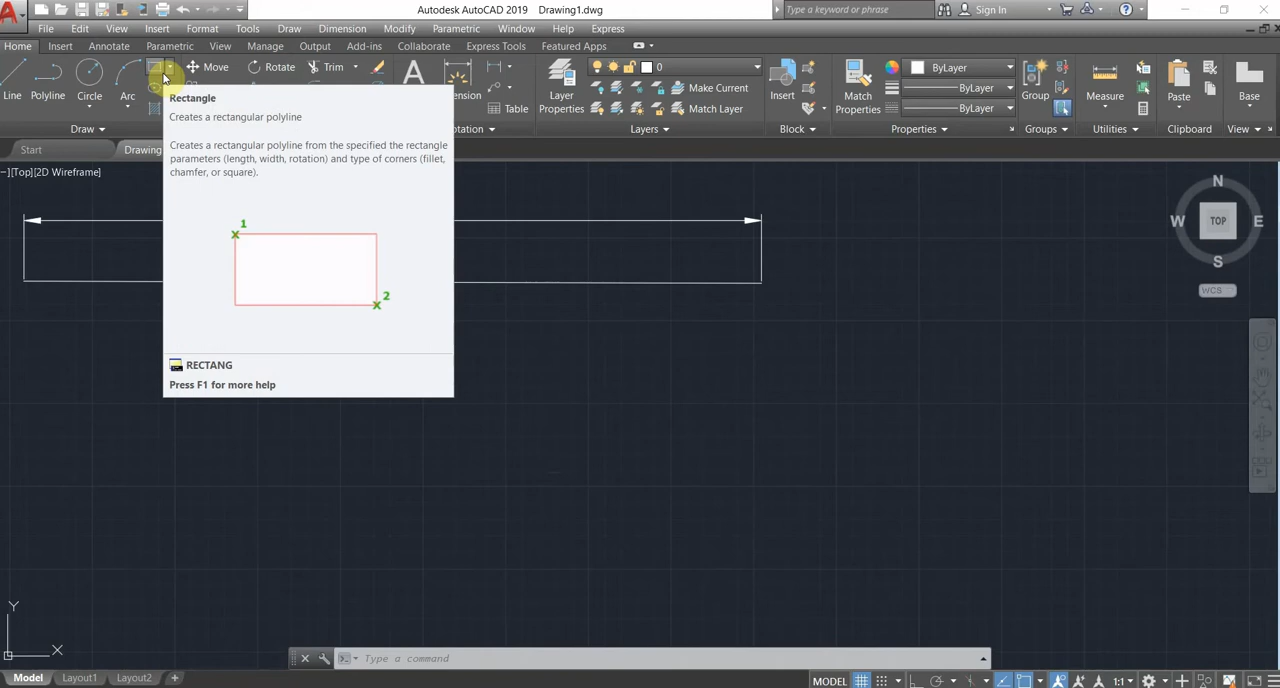 Autodesk AutoCAD 2019 Drawing1.dwg
Type a keyword or phrase
Sign In
File Edit View Insert Format Tools Draw Dimension Modify Parametric Window Help Express
Home Insert Annotate Parametric View Manage Output Add-ins Collaborate Express Tools Featured Apps
Line Polyline Circle Arc
Move Rotate Trim
Table
Layer Properties
0
Make Current
Match Layer
Insert
Match Properties
ByLayer
ByLayer
ByLayer
Group
Measure
Paste
Base
Draw Layers Block Properties Groups Utilities Clipboard View
Start Drawing
[Top][2D Wireframe]
Rectangle
Creates a rectangular polyline
Creates a rectangular polyline from the specified the rectangle
parameters (length, width, rotation) and type of corners (fillet,
chamfer, or square).
1
2
RECTANG
Press F1 for more help
N
W TOP E
S
WCS
Y
X
Type a command
Model Layout1 Layout2 +
MODEL 1:1